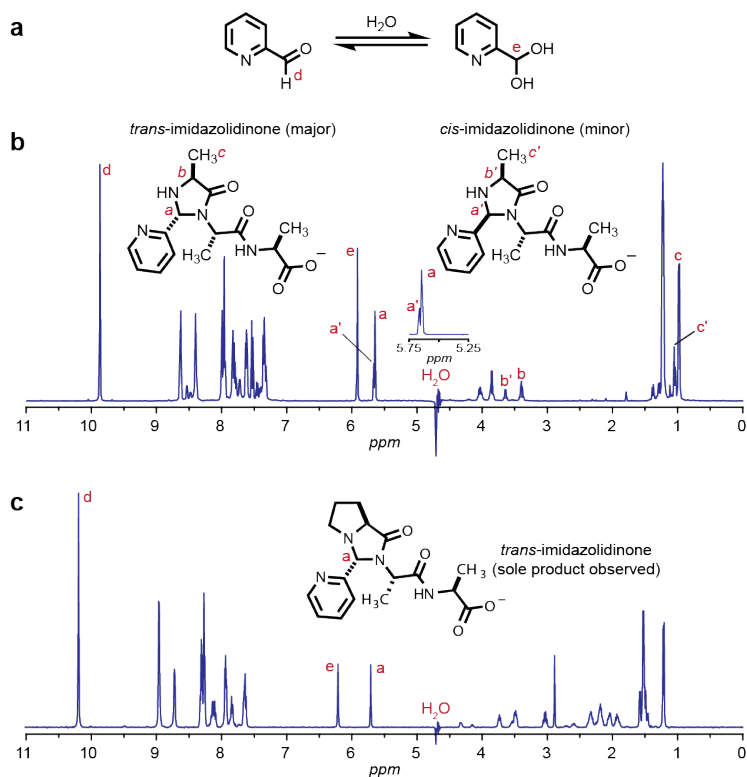 a
H₂O
N
O
H
d
N
e
OH
OH
trans-imidazolidinone (major)
cis-imidazolidinone (minor)
b
CH₃
c
b
HN
O
a
N
O
CH₃
N
H₃C
HN
O⁻
O
CH₃
c'
b'
HN
O
a'
N
O
CH₃
N
H₃C
HN
O⁻
O
d
e
a'
a
a
a'
5.75
5.25
ppm
H₂O
b'
b
c
c'
11 10 9 8 7 6 5 4 3 2 1 0
ppm
c
d
N
O
a
N
N
O
CH₃
H₃C
HN
O⁻
O
trans-imidazolidinone
(sole product observed)
e
a
H₂O
11 10 9 8 7 6 5 4 3 2 1 0
ppm